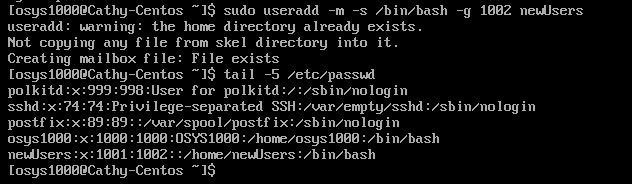 [osys1000@Cathy-Centos ~]$ sudo useradd -m -s /bin/bash -g 1002 newUsers
useradd: warning: the home directory already exists.
Not copying any file from skel directory into it.
Creating mailbox file: File exists
[osys1000@Cathy-Centos ~]$ tail -5 /etc/passwd
polkitd:x:999:998:User for polkitd:/:/sbin/nologin
sshd:x:74:74:Privilege-separated SSH:/var/empty/sshd:/sbin/nologin
postfix:x:89:89::/var/spool/postfix:/sbin/nologin
osys1000:x:1000:1000:OSYS1000:/home/osys1000:/bin/bash
newUsers:x:1001:1002::/home/newUsers:/bin/bash
[osys1000@Cathy-Centos ~]$